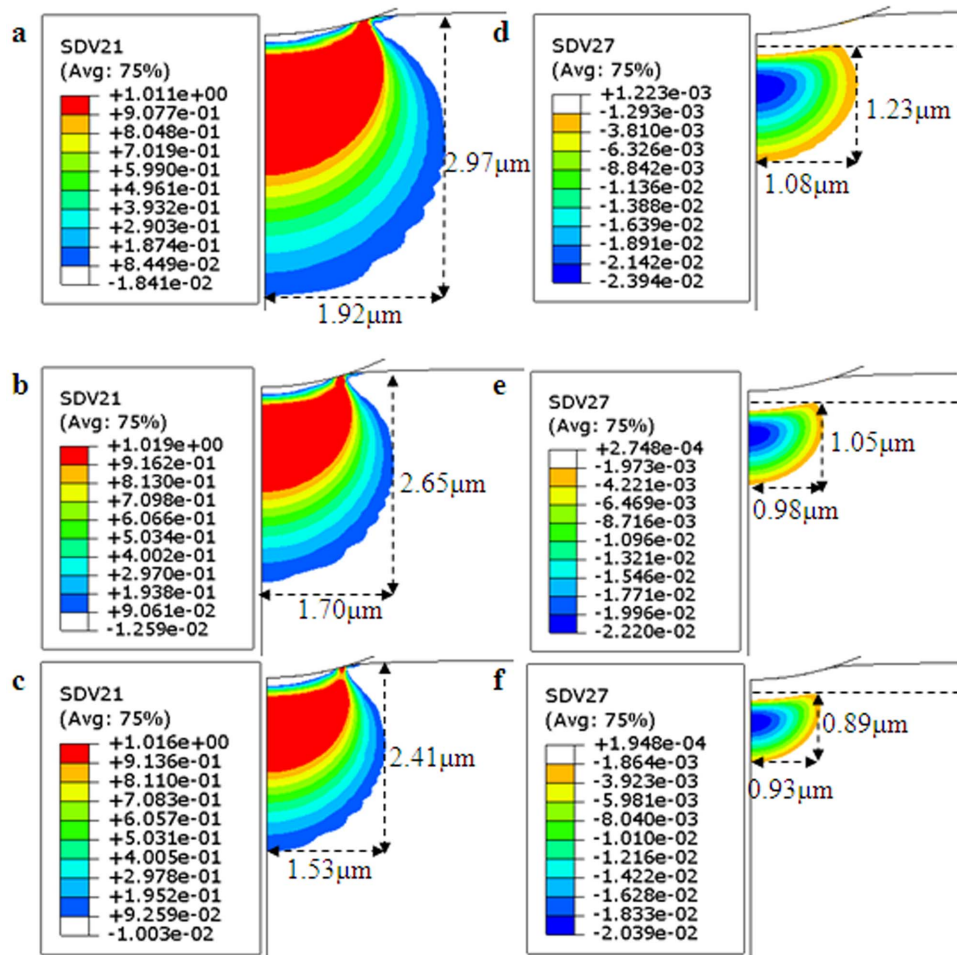 a
SDV21
(Avg: 75%)
+1.011e+00
+9.077e-01
+8.048e-01
+7.019e-01
+5.990e-01
+4.961e-01
+3.932e-01
+2.903e-01
+1.874e-01
+8.449e-02
-1.841e-02
2.97μm
1.92μm
d
SDV27
(Avg: 75%)
+1.223e-03
-1.293e-03
-3.810e-03
-6.326e-03
-8.842e-03
-1.136e-02
-1.388e-02
-1.639e-02
-1.891e-02
-2.142e-02
-2.394e-02
1.23μm
1.08μm
b
SDV21
(Avg: 75%)
+1.019e+00
+9.162e-01
+8.130e-01
+7.098e-01
+6.066e-01
+5.034e-01
+4.002e-01
+2.970e-01
+1.938e-01
+9.061e-02
-1.259e-02
2.65μm
1.70μm
e
SDV27
(Avg: 75%)
+2.748e-04
-1.973e-03
-4.221e-03
-6.469e-03
-8.716e-03
-1.096e-02
-1.321e-02
-1.546e-02
-1.771e-02
-1.996e-02
-2.220e-02
1.05μm
0.98μm
c
SDV21
(Avg: 75%)
+1.016e+00
+9.136e-01
+8.110e-01
+7.083e-01
+6.057e-01
+5.031e-01
+4.005e-01
+2.978e-01
+1.952e-01
+9.259e-02
-1.003e-02
2.41μm
1.53μm
f
SDV27
(Avg: 75%)
+1.948e-04
-1.864e-03
-3.923e-03
-5.981e-03
-8.040e-03
-1.010e-02
-1.216e-02
-1.422e-02
-1.628e-02
-1.833e-02
-2.039e-02
0.89μm
0.93μm